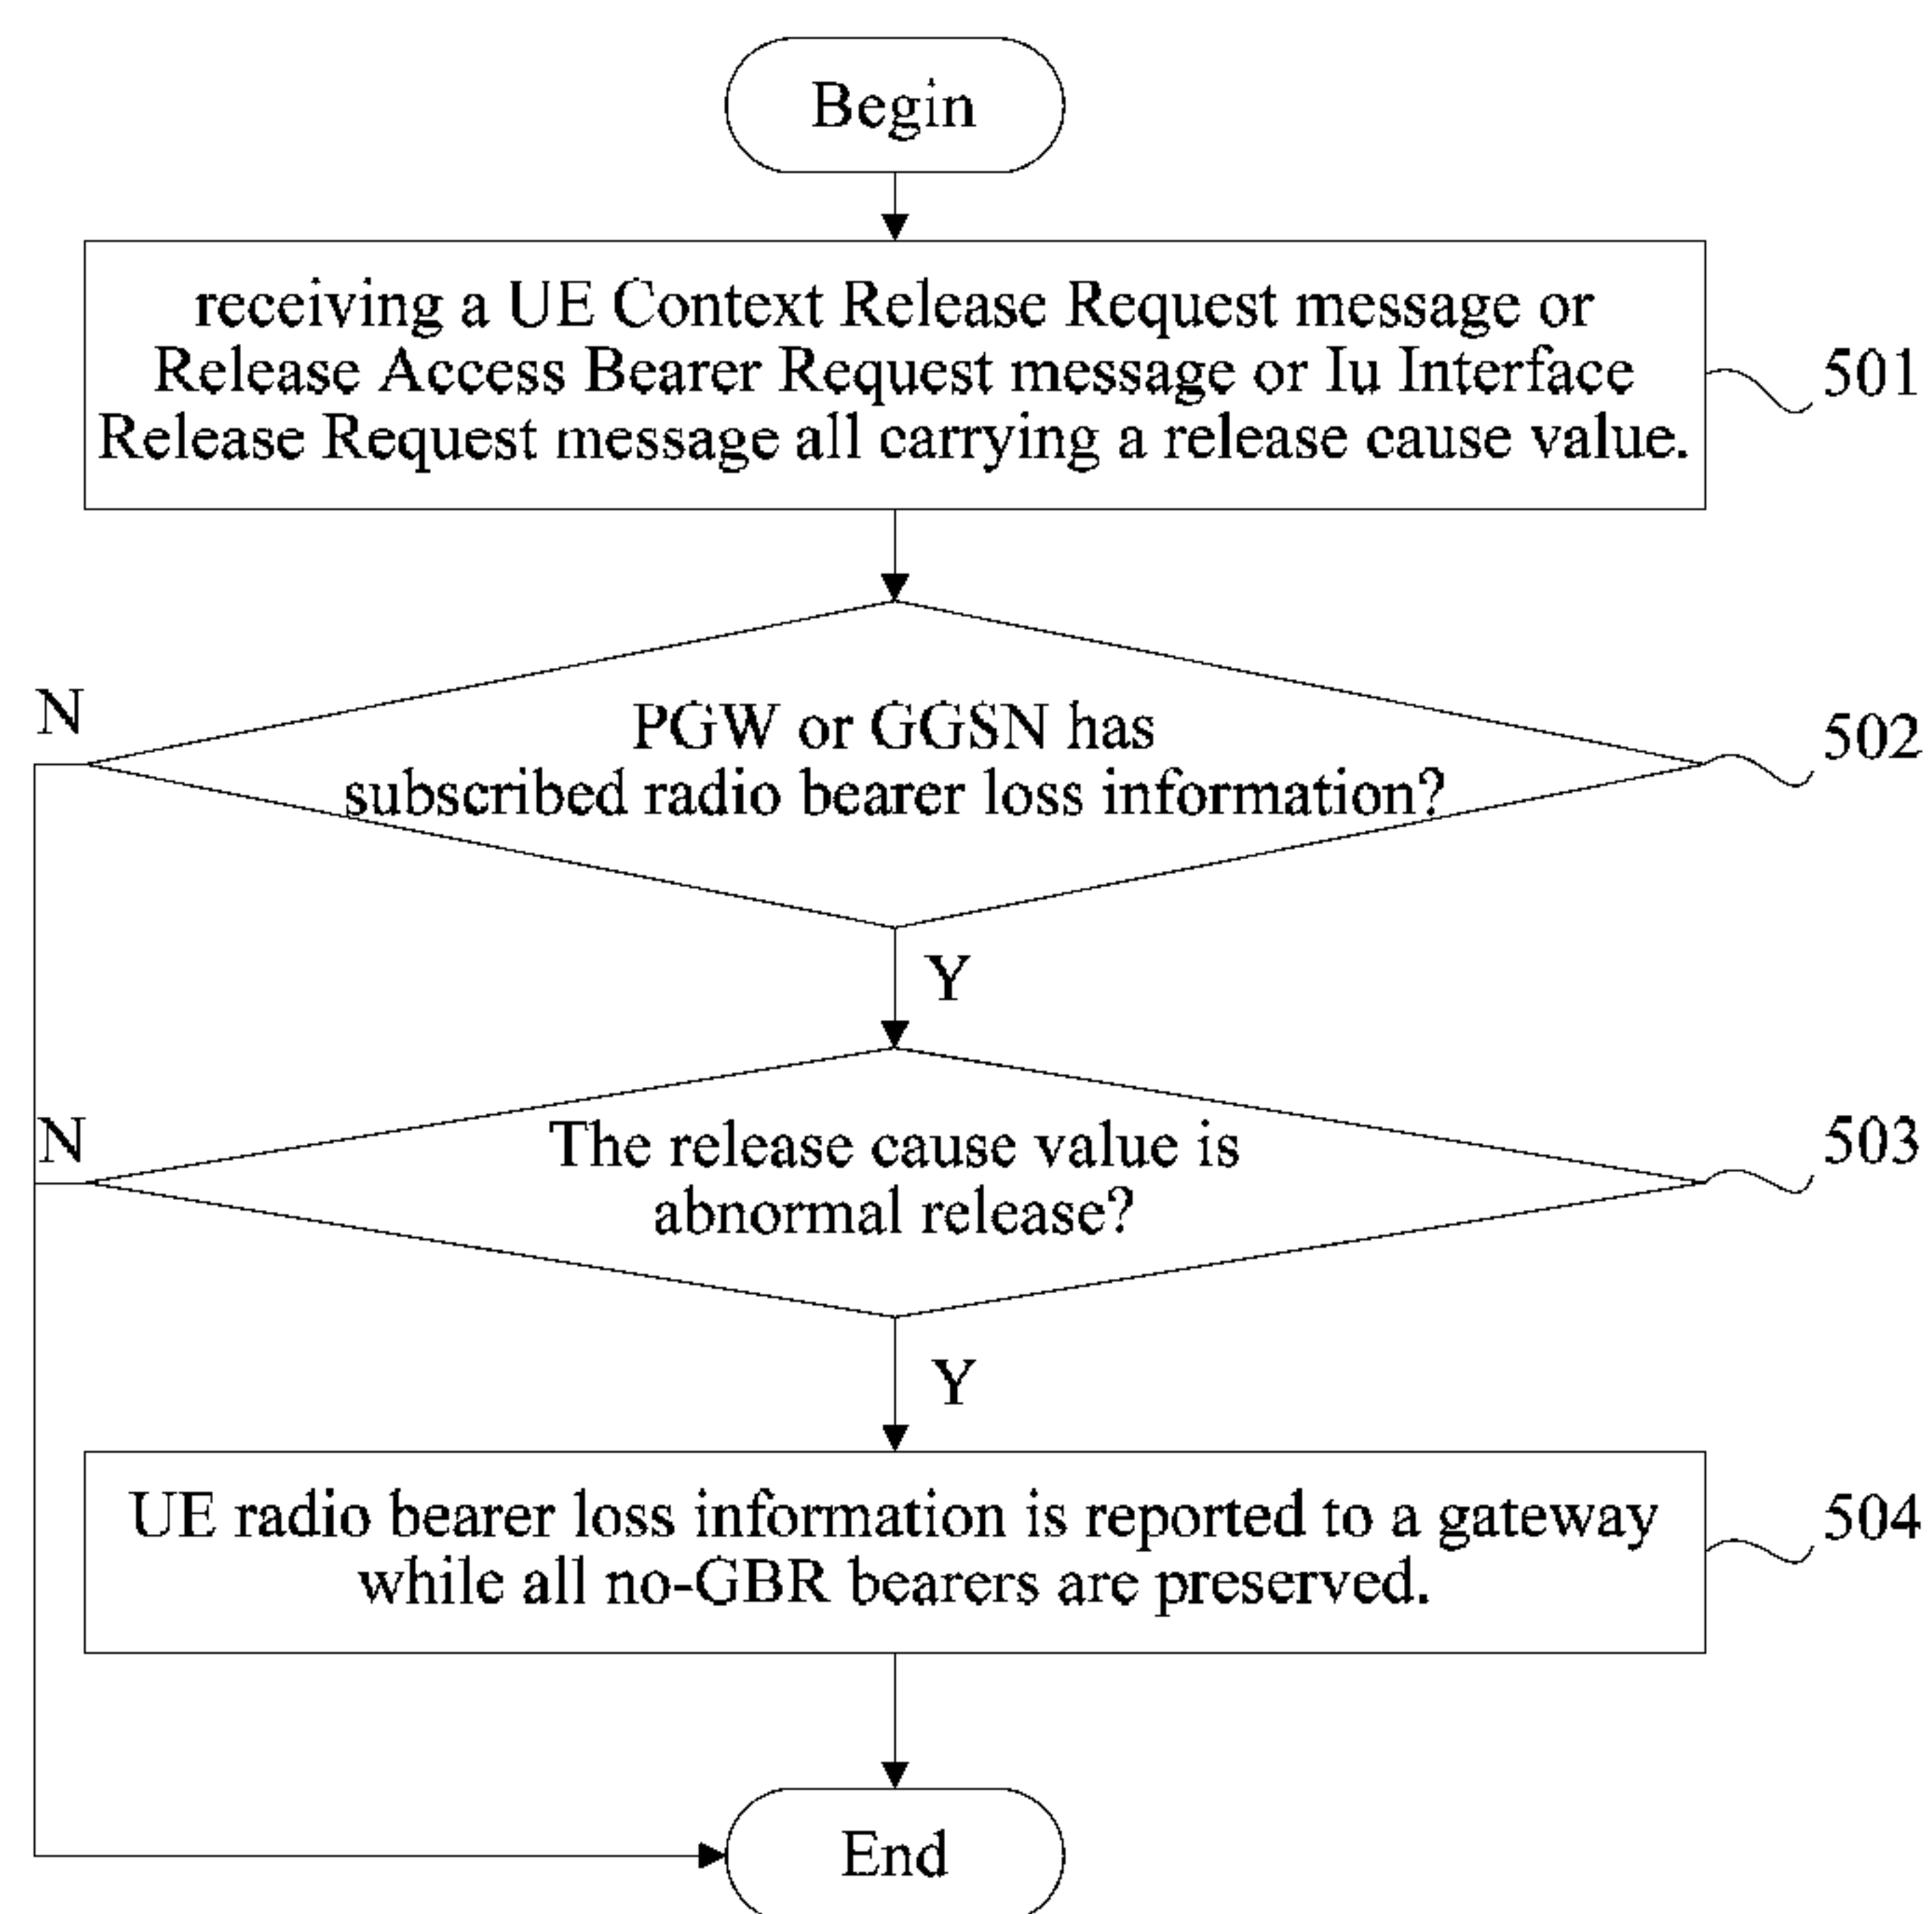 Begin
receiving a UE Context Release Request message or
Release Access Bearer Request message or Iu Interface
Release Request message all carrying a release cause value.
501
N
PGW or GGSN has
subscribed radio bearer loss information?
502
Y
N
The release cause value is
abnormal release?
503
Y
UE radio bearer loss information is reported to a gateway
while all no-GBR bearers are preserved.
504
End